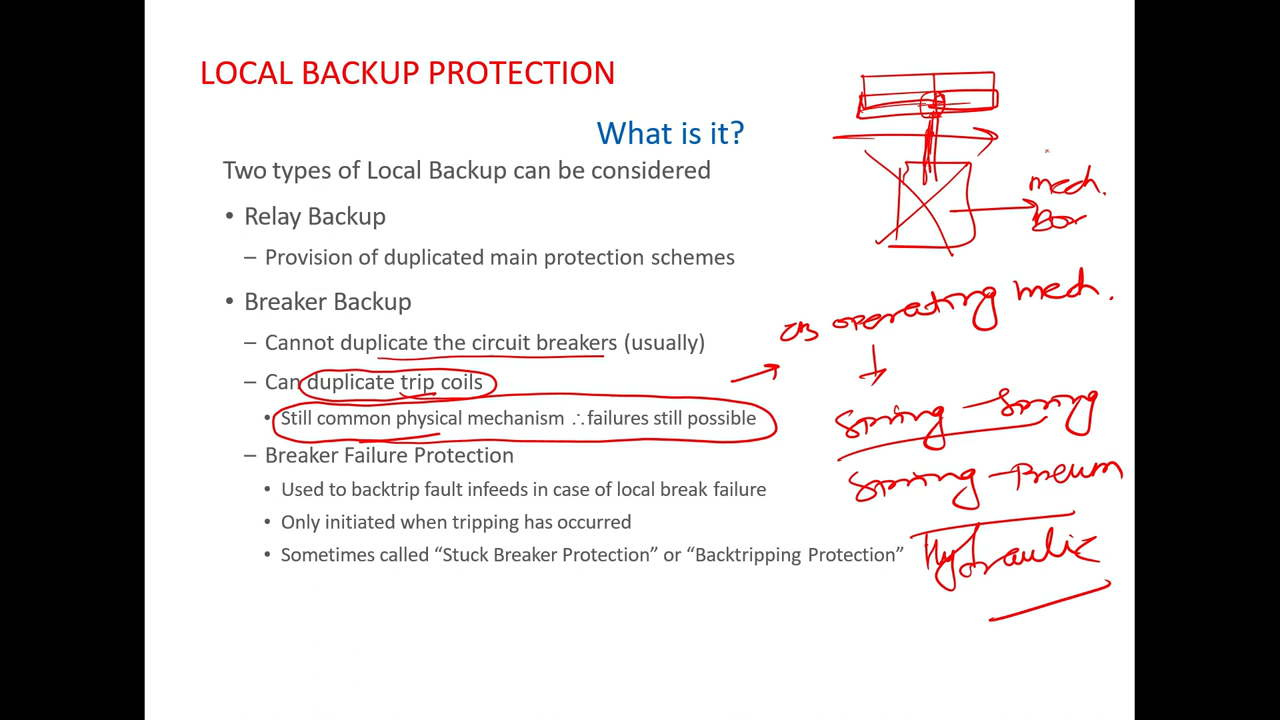 LOCAL BACKUP PROTECTION
What is it?
Two types of Local Backup can be considered
• Relay Backup
– Provision of duplicated main protection schemes
• Breaker Backup
– Cannot duplicate the circuit breakers (usually)
– Can duplicate trip coils
• Still common physical mechanism ∴failures still possible
– Breaker Failure Protection
• Used to backtrip fault infeeds in case of local break failure
• Only initiated when tripping has occurred
• Sometimes called “Stuck Breaker Protection” or “Backtripping Protection”
mech.
Box
CB operating mech.
Spring – Spring
Spring – Pneum
Hydraulic